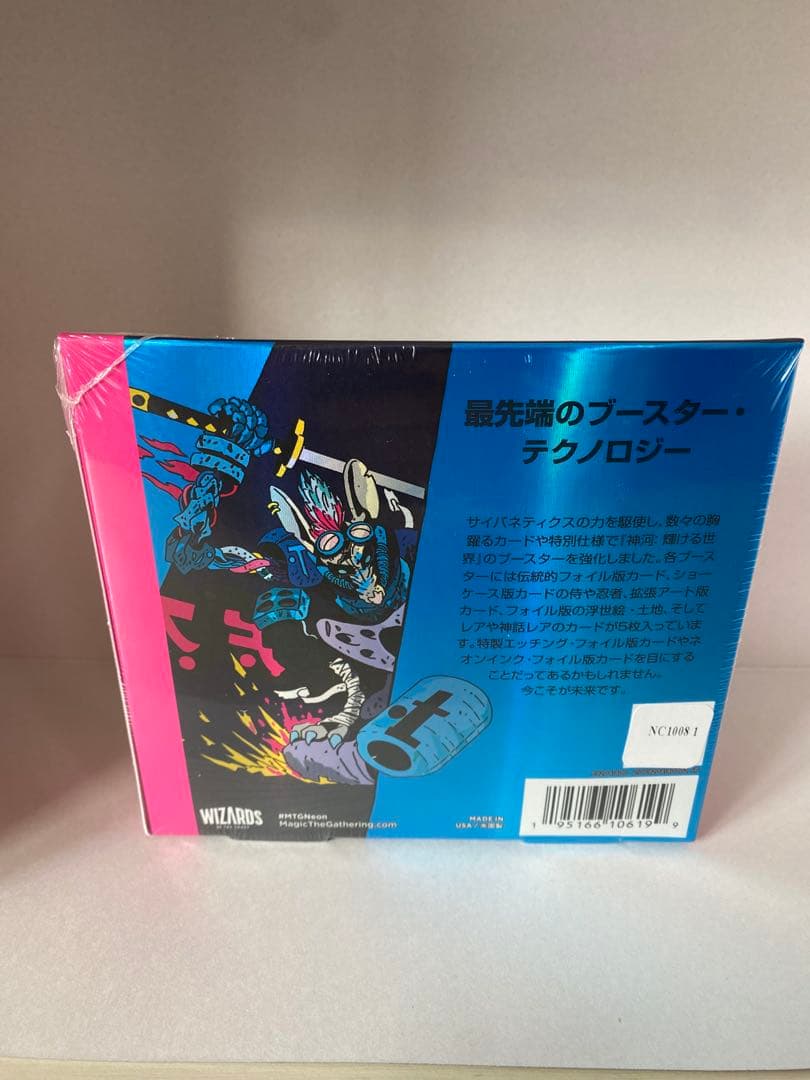 最先端のブースター・
テクノロジー
サイバネティクスの力を駆使し、数々の胸
躍るカードや特別仕様で『神河:輝ける世
界』のブースターを強化しました。各ブース
ターには伝統的フォイル版カード、ショー
ケース版カードの侍や忍者、拡張アート版
カード、フォイル版の浮世絵・土地、そして
レアや神話レアのカードが5枚入っていま
す。特製エッチング・フォイル版カードやネ
オンインク・フォイル版カードを目にする
ことだってあるかもしれません。
今こそが未来です。
NC1008 1
WIZARDS
OF THE COAST
#MTGNeon
MagicTheGathering.com
MADE IN
USA/米国製
1 95166 10619 9